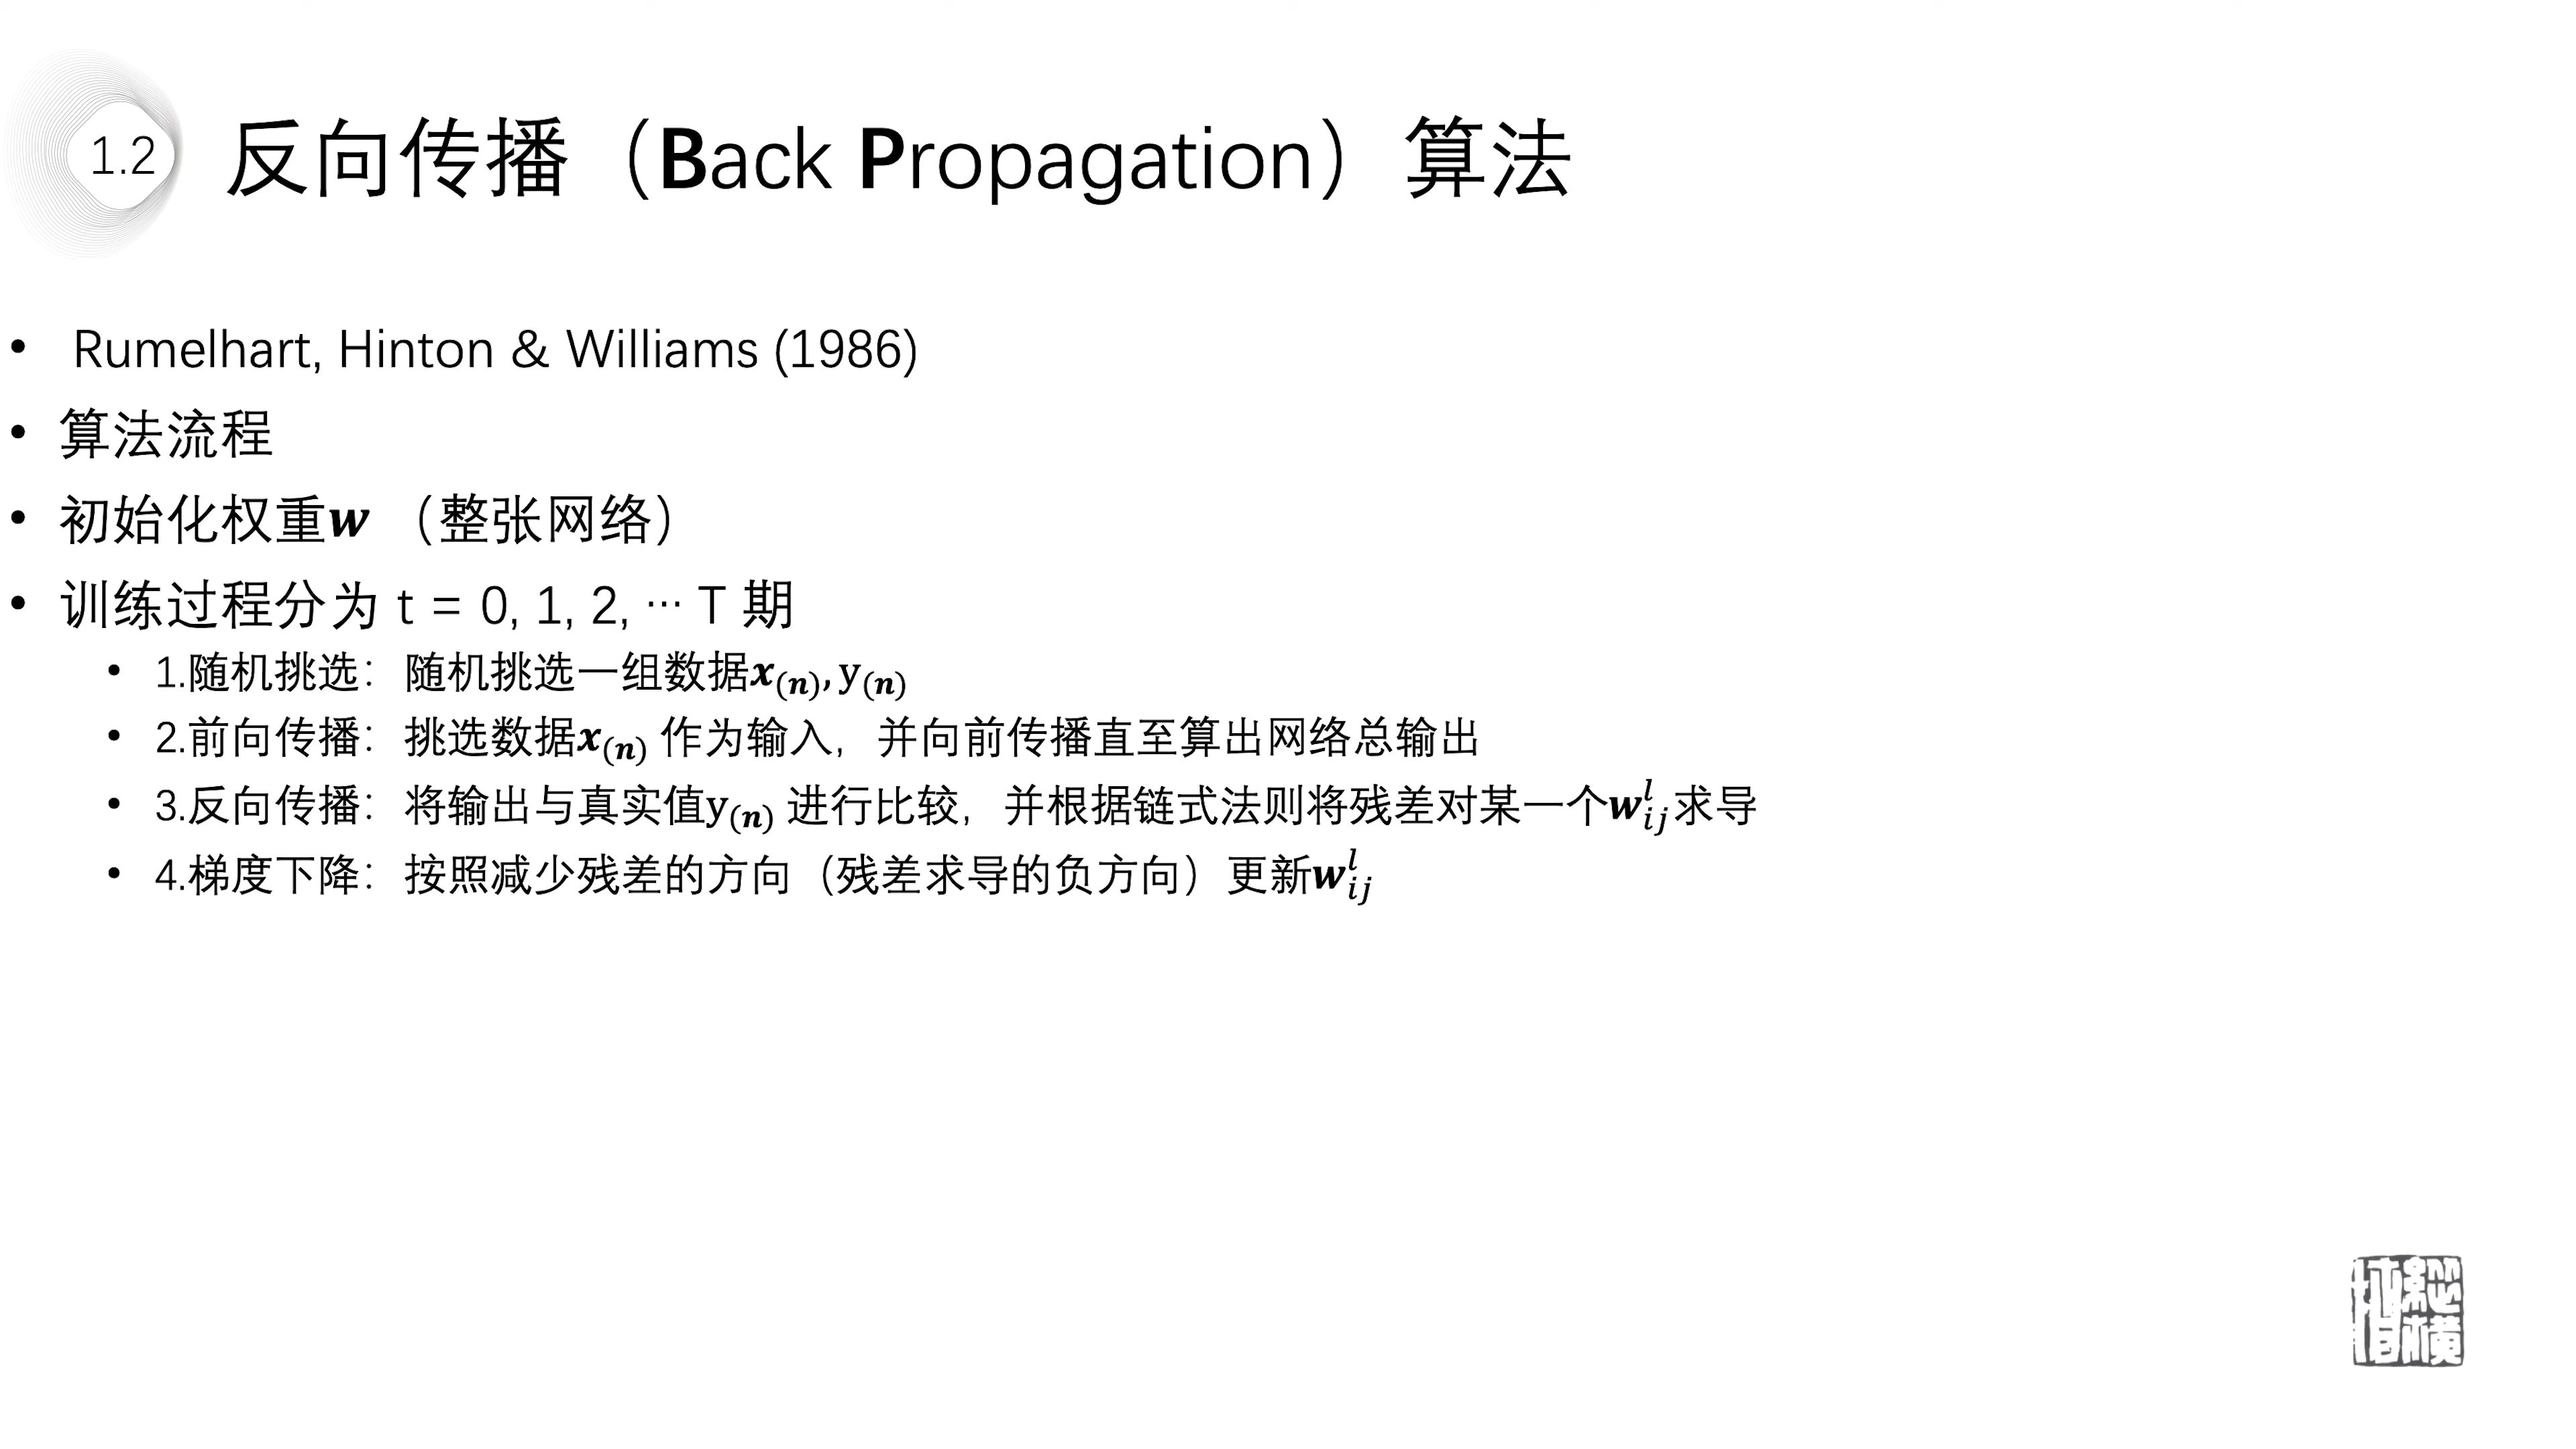 1.2
反向传播（Back Propagation）算法
• Rumelhart, Hinton & Williams (1986)
• 算法流程
• 初始化权重w （整张网络）
• 训练过程分为 t = 0, 1, 2, ··· T 期
• 1.随机挑选：随机挑选一组数据x₍ₙ₎, y₍ₙ₎
• 2.前向传播：挑选数据x₍ₙ₎ 作为输入，并向前传播直至算出网络总输出
• 3.反向传播：将输出与真实值y₍ₙ₎ 进行比较，并根据链式法则将残差对某一个wˡᵢⱼ求导
• 4.梯度下降：按照减少残差的方向（残差求导的负方向）更新wˡᵢⱼ